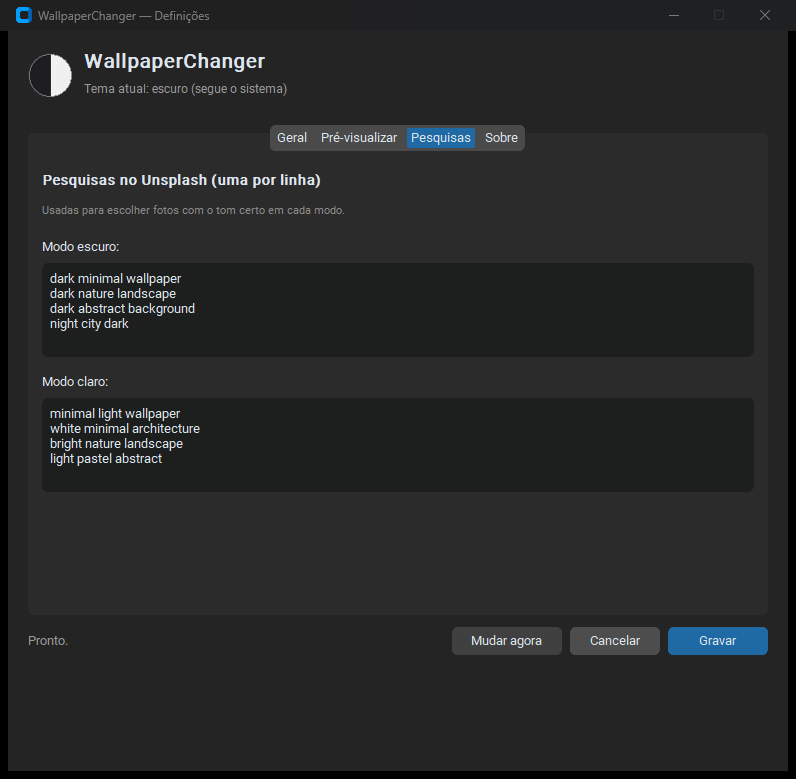 WallpaperChanger — Definições
WallpaperChanger
Tema atual: escuro (segue o sistema)
Geral Pré-visualizar Pesquisas Sobre
Pesquisas no Unsplash (uma por linha)
Usadas para escolher fotos com o tom certo em cada modo.
Modo escuro:
dark minimal wallpaper
dark nature landscape
dark abstract background
night city dark
Modo claro:
minimal light wallpaper
white minimal architecture
bright nature landscape
light pastel abstract
Pronto. Mudar agora Cancelar Gravar